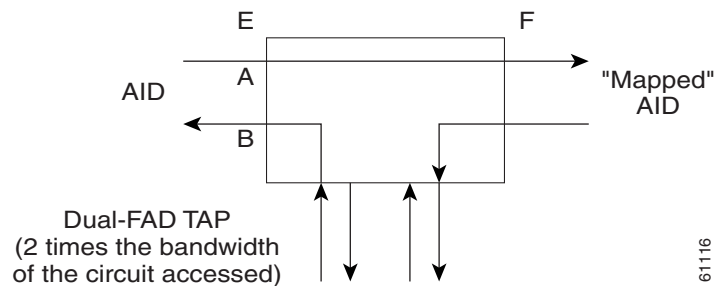 E
F
A
AID
"Mapped"
AID
B
Dual-FAD TAP
(2 times the bandwidth
of the circuit accessed)
61116